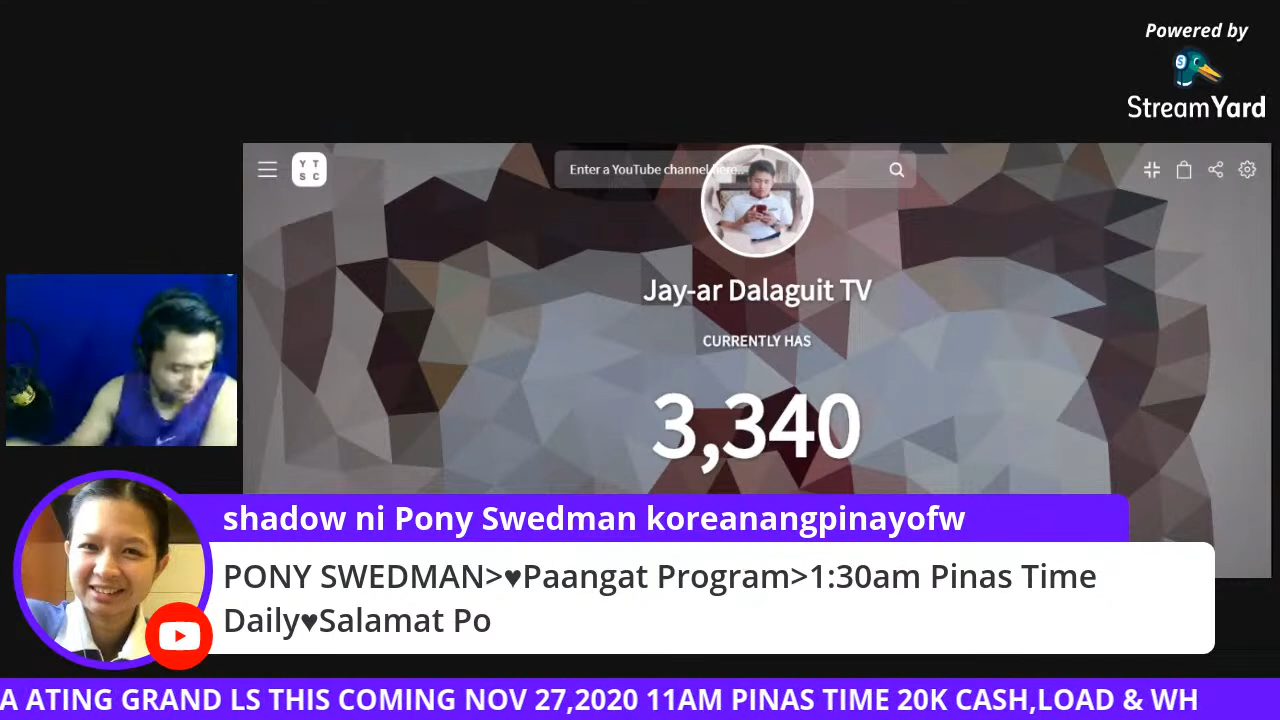 Powered by
StreamYard
Y T
S C
Enter a YouTube channel here...
Jay-ar Dalaguit TV
CURRENTLY HAS
3,340
shadow ni Pony Swedman koreanangpinayofw
PONY SWEDMAN>♥Paangat Program>1:30am Pinas Time
Daily♥Salamat Po
A ATING GRAND LS THIS COMING NOV 27,2020 11AM PINAS TIME 20K CASH,LOAD & WH